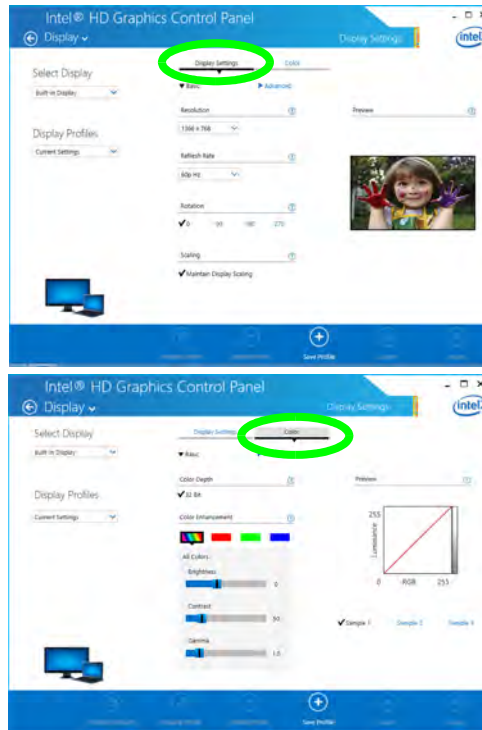 Intel® HD Graphics Control Panel
Display
Display Settings
intel
Select Display
Built-in Display
Display Profiles
Current Settings
Display Settings
Color
Basic
Advanced
Resolution
1366 x 768
Refresh Rate
60p Hz
Rotation
0
90
180
270
Scaling
Maintain Display Scaling
Preview
Save Profile
Intel® HD Graphics Control Panel
Display
Display Settings
intel
Select Display
Built-in Display
Display Profiles
Current Settings
Display Settings
Color
Basic
Color Depth
32 Bit
Color Enhancement
All Colors
Brightness
0
Contrast
50
Gamma
1.0
Preview
255
Luminance
0
RGB
255
Sample 1
Sample 2
Save Profile